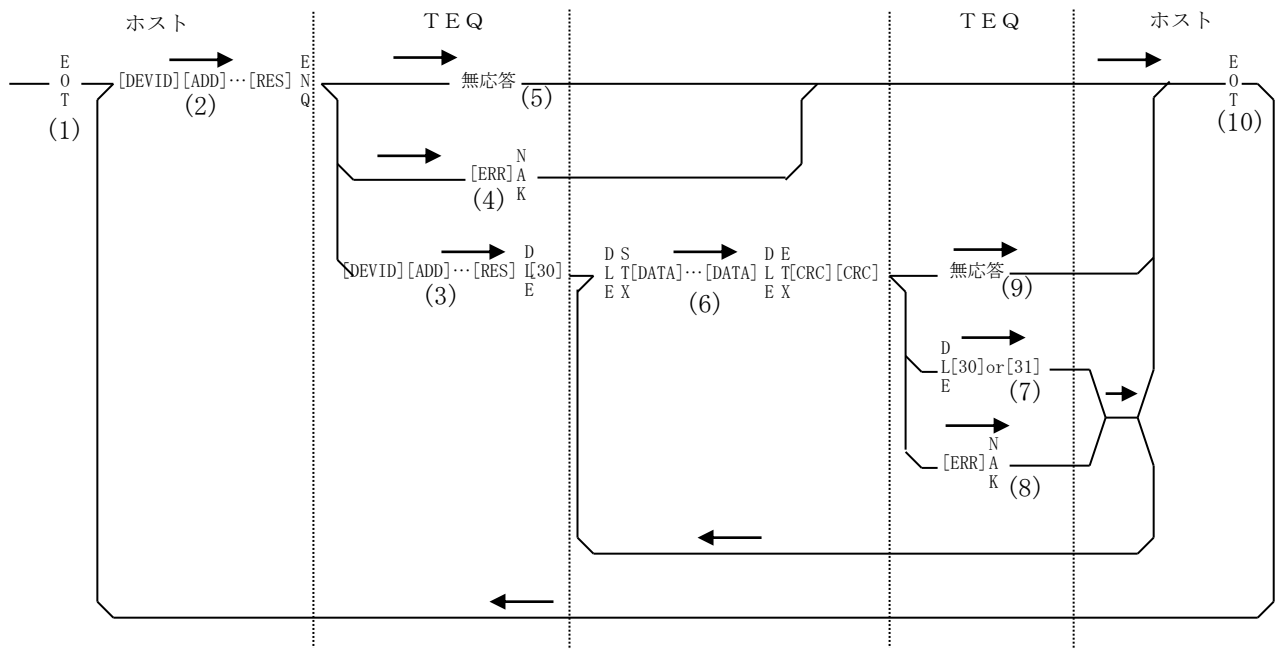 ホスト
ＴＥＱ
ＴＥＱ
ホスト
EOT
(1)
[DEVID][ADD]…[RES]
ENQ
(2)
無応答
(5)
EOT
(10)
[ERR]
NAK
(4)
[DEVID][ADD]…[RES]
DLE
[30]
(3)
DLE
STX
[DATA]…[DATA]
DLE
ETX
[CRC][CRC]
(6)
無応答
(9)
DLE
[30]or[31]
(7)
[ERR]
NAK
(8)